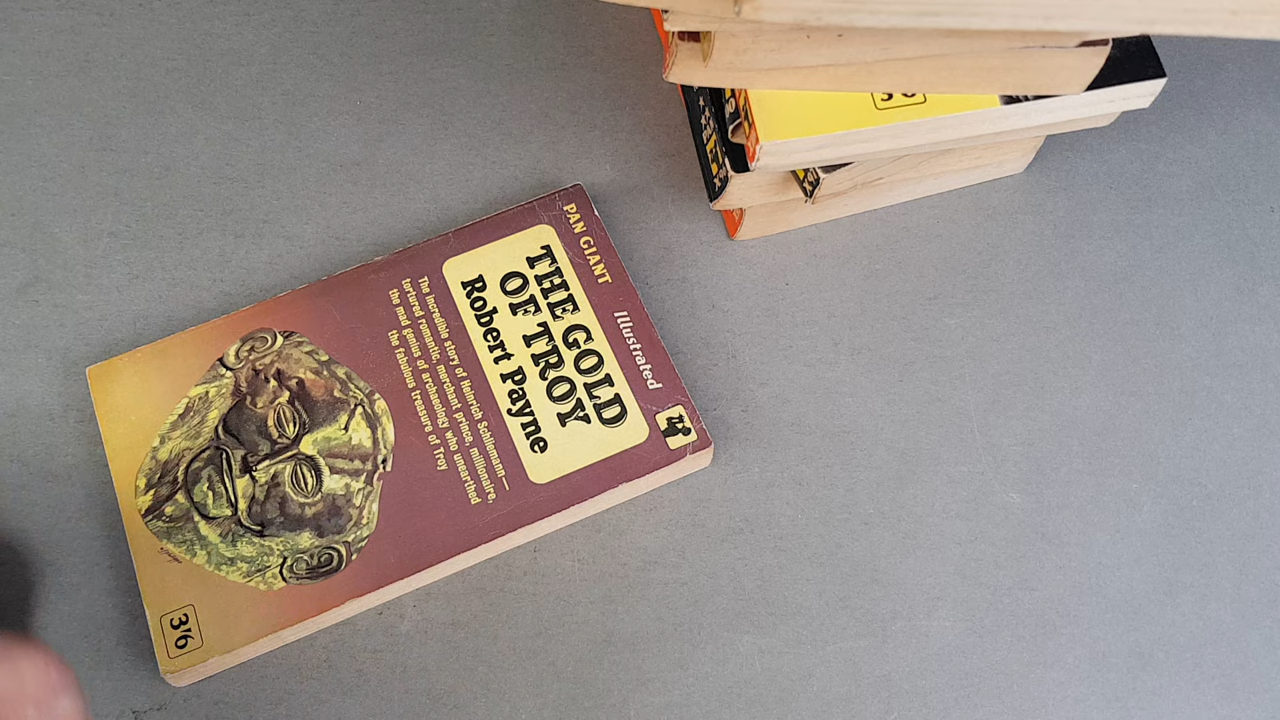 PAN GIANT
Illustrated
THE GOLD
OF TROY
Robert Payne
The incredible story of Heinrich Schliemann—
tortured romantic, merchant prince, millionaire,
the mad genius of archaeology who unearthed
the fabulous treasure of Troy
3'6